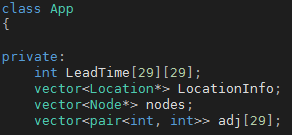 class App
{
private:
int LeadTime[29][29];
vector<Location*> LocationInfo;
vector<Node*> nodes;
vector<pair<int, int>> adj[29];